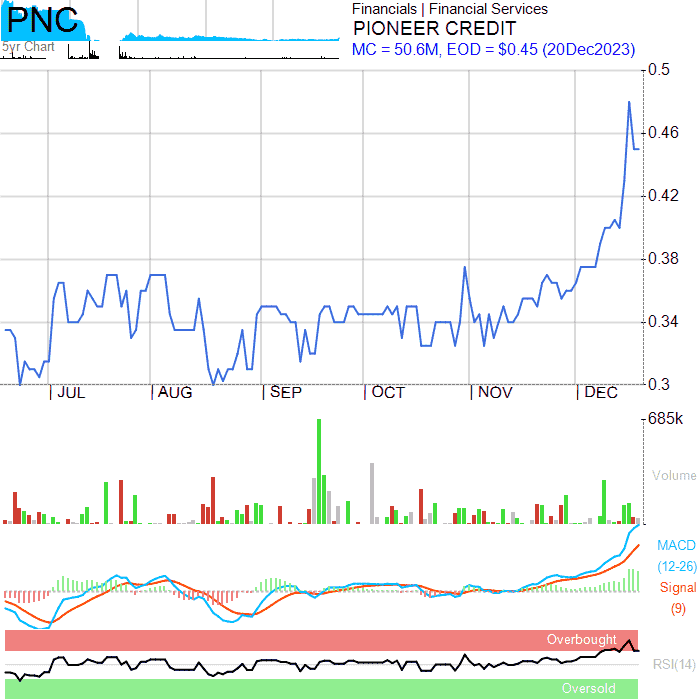 PNC
5yr Chart
Financials | Financial Services
PIONEER CREDIT
MC = 50.6M, EOD = $0.45 (20Dec2023)
0.5
0.46
0.42
0.38
0.34
0.3
JUL AUG SEP OCT NOV DEC
685k
Volume
MACD
(12-26)
Signal
(9)
Overbought
RSI(14)
Oversold